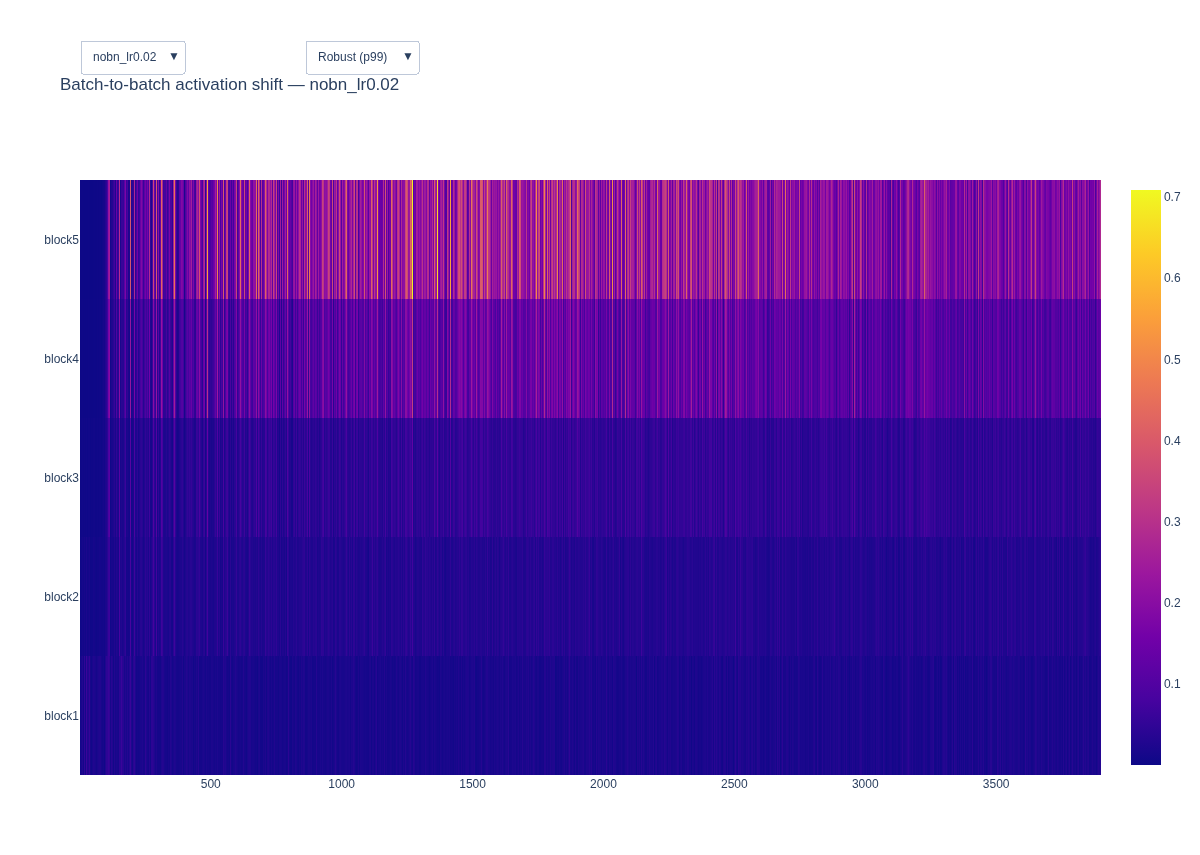 nobn_lr0.02 ▼ Robust (p99) ▼
Batch-to-batch activation shift — nobn_lr0.02
block5
block4
block3
block2
block1
500 1000 1500 2000 2500 3000 3500
0.7
0.6
0.5
0.4
0.3
0.2
0.1